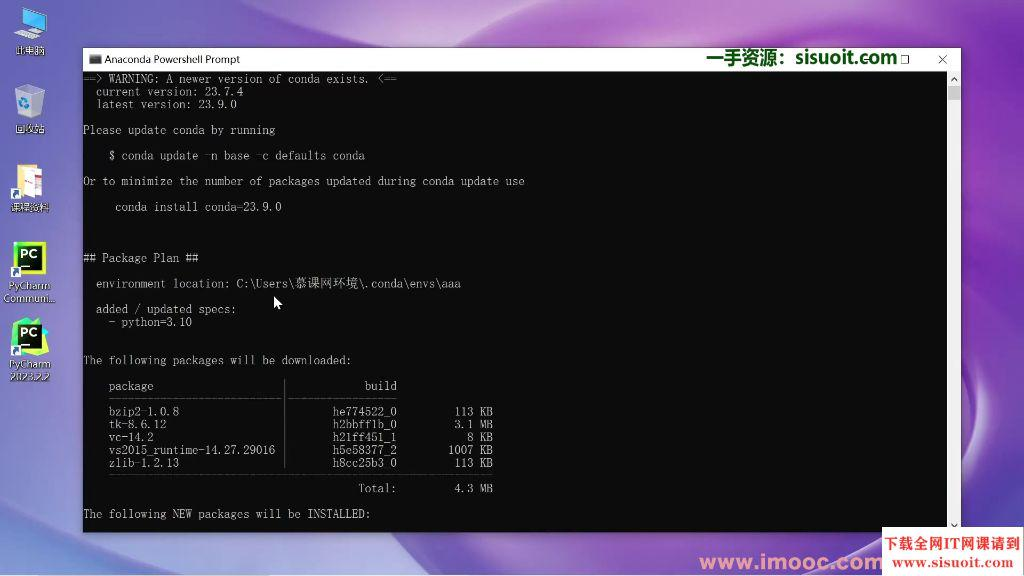 此电脑
回收站
课程资料
PyCharm
Communi...
PyCharm
2023.2.2
Anaconda Powershell Prompt
一手资源：sisuoit.com
==> WARNING: A newer version of conda exists. <==
current version: 23.7.4
latest version: 23.9.0
Please update conda by running
$ conda update -n base -c defaults conda
Or to minimize the number of packages updated during conda update use
conda install conda=23.9.0
## Package Plan ##
environment location: C:\Users\慕课网环境\.conda\envs\aaa
added / updated specs:
- python=3.10
The following packages will be downloaded:
package | build
---------------------------|-----------------
bzip2-1.0.8 | he774522_0 113 KB
tk-8.6.12 | h2bbff1b_0 3.1 MB
vc-14.2 | h21ff451_1 8 KB
vs2015_runtime-14.27.29016 | h5e58377_2 1007 KB
zlib-1.2.13 | h8cc25b3_0 113 KB
------------------------------------------------------------
Total: 4.3 MB
The following NEW packages will be INSTALLED:
www.imooc.com
下载全网IT网课请到
www.sisuoit.com